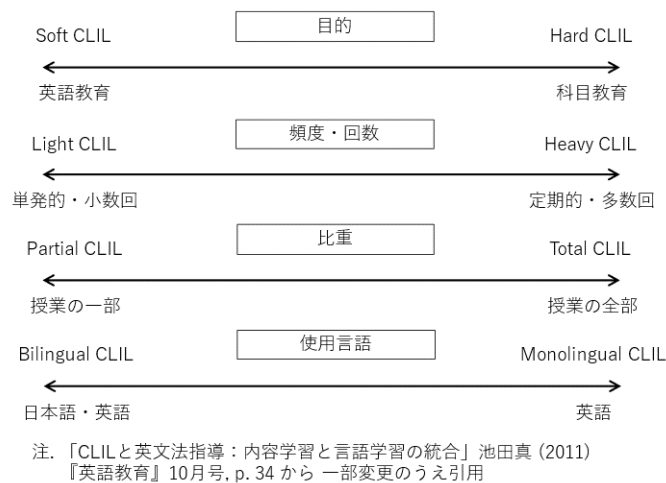 目的
Soft CLIL Hard CLIL
英語教育 科目教育
頻度・回数
Light CLIL Heavy CLIL
単発的・小数回 定期的・多数回
比重
Partial CLIL Total CLIL
授業の一部 授業の全部
使用言語
Bilingual CLIL Monolingual CLIL
日本語・英語 英語
注. 「CLILと英文法指導：内容学習と言語学習の統合」池田真 (2011)
『英語教育』10月号, p. 34 から 一部変更のうえ引用